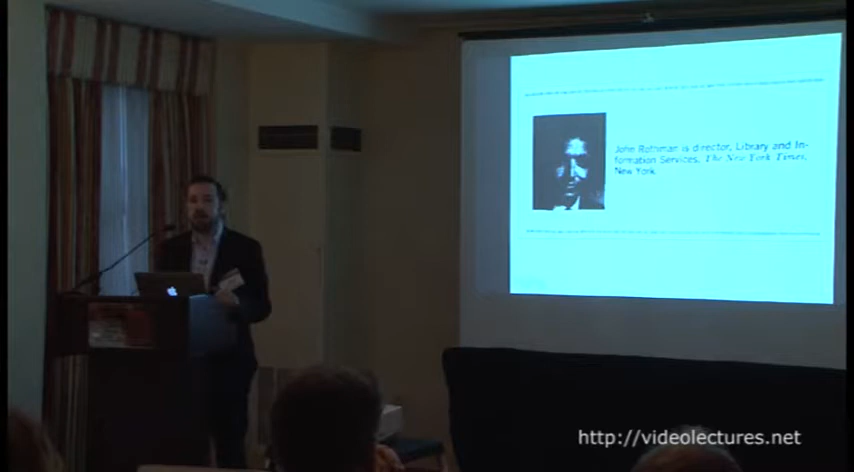 John Rothman is director, Library and In-
formation Services, The New York Times,
New York.
http://videolectures.net